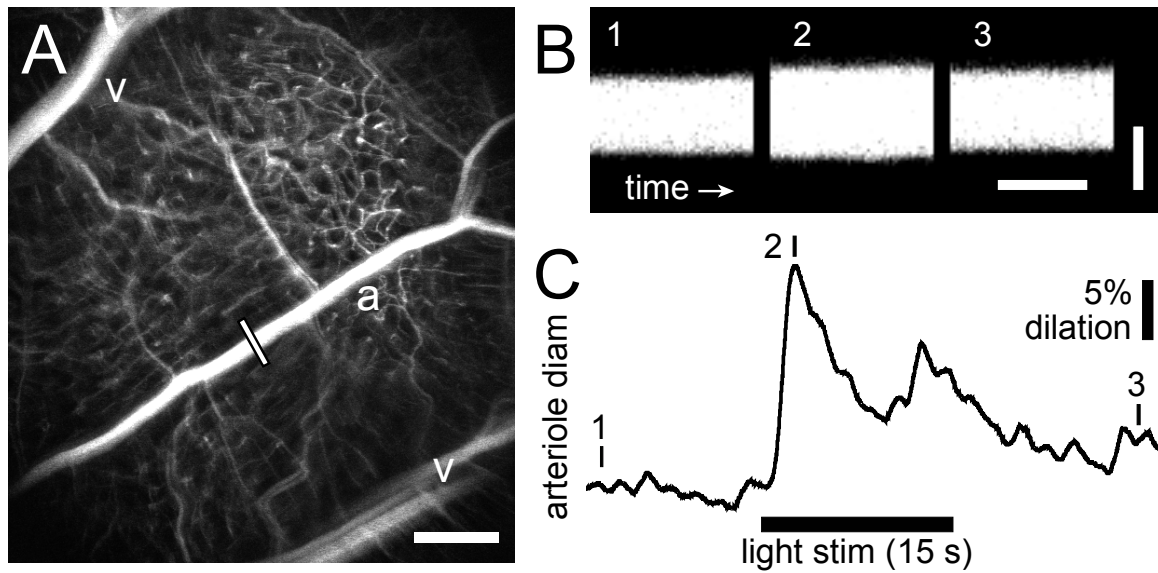 A
v
a
v
B
1 2 3
time →
C
2
5%
dilation
1
3
arteriole diam
light stim (15 s)